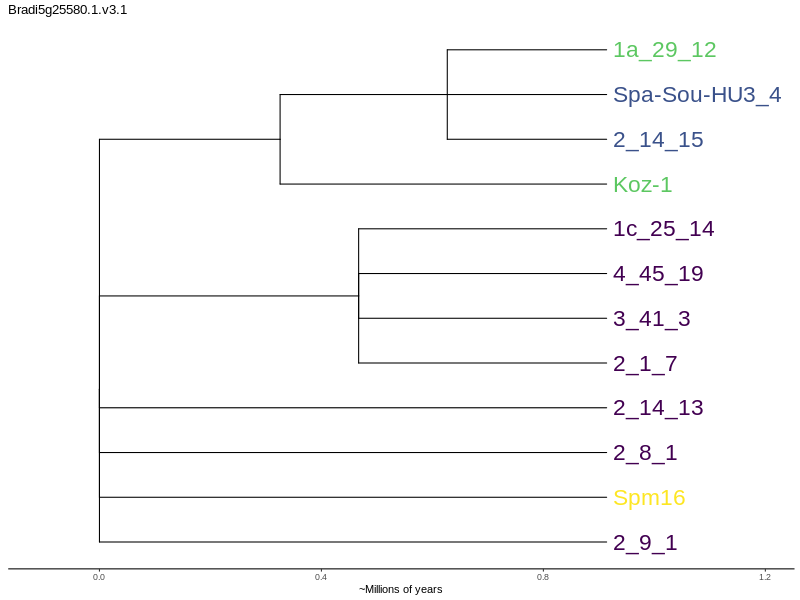 Bradi5g25580.1.v3.1
1a_29_12
Spa-Sou-HU3_4
2_14_15
Koz-1
1c_25_14
4_45_19
3_41_3
2_1_7
2_14_13
2_8_1
Spm16
2_9_1
0.0 0.4 0.8 1.2
~Millions of years